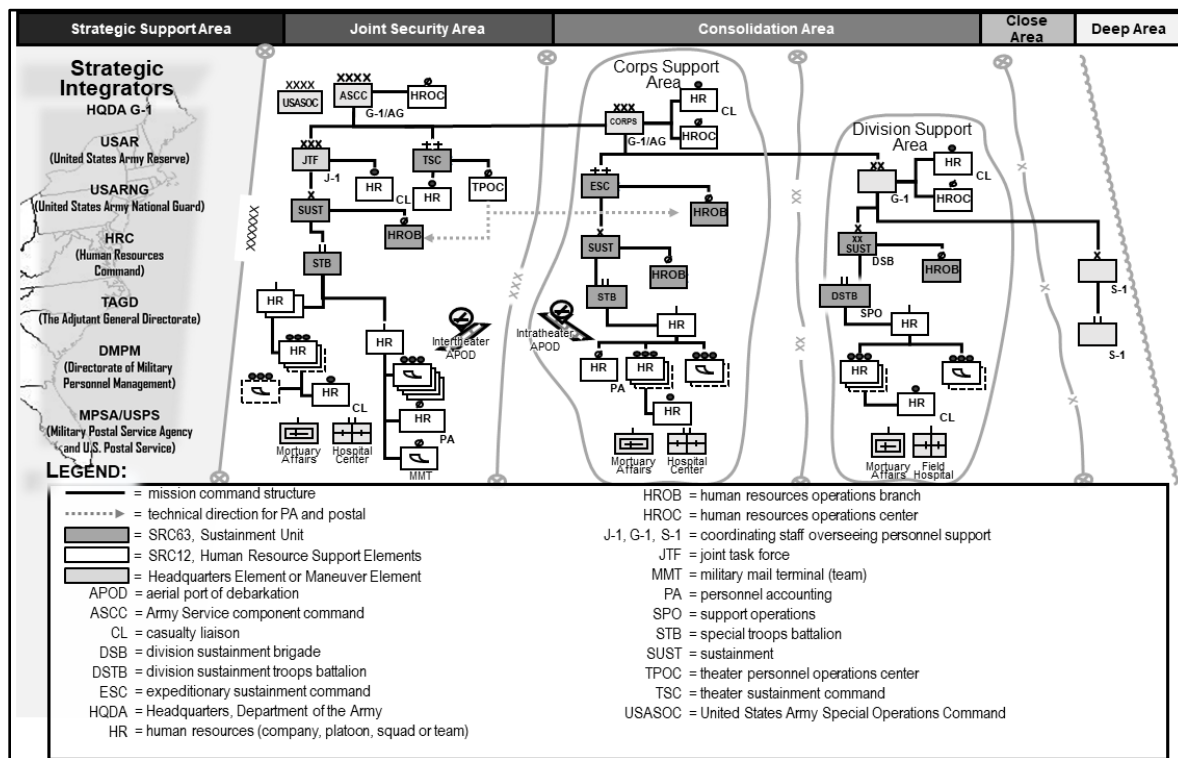 Strategic Support Area
Joint Security Area
Consolidation Area
Close
Area
Deep Area
Strategic
Integrators
HQDA G-1
USAR
(United States Army Reserve)
USARNG
(United States Army National Guard)
HRC
(Human Resources
Command)
TAGD
(The Adjutant General Directorate)
DMPM
(Directorate of Military
Personnel Management)
MPSA/USPS
(Military Postal Service Agency
and U.S. Postal Service)
XXXXX
XXXX
USASOC
XXXX
ASCC
HROC
G-1/AG
XXX
JTF
J-1
HR
CL
++
TSC
HR
TPOC
X
SUST
HROB
STB
HR
HR
HR
CL
HR
HR
PA
MMT
Mortuary
Affairs
Hospital
Center
Intertheater
APOD
XXX
Corps Support
Area
XXX
CORPS
G-1/AG
HR
CL
HROC
++
ESC
HROB
X
SUST
HROB
STB
HR
Intratheater
APOD
HR
PA
HR
HR
Mortuary
Affairs
Hospital
Center
XX
XX
Division Support
Area
XX
G-1
HR
CL
HROC
X
XX
SUST
DSB
HROB
DSTB
SPO
HR
HR
HR
CL
Mortuary
Affairs
Field
Hospital
X
X
X
S-1
S-1
LEGEND:
= mission command structure
= technical direction for PA and postal
= SRC63, Sustainment Unit
= SRC12, Human Resource Support Elements
= Headquarters Element or Maneuver Element
APOD = aerial port of debarkation
ASCC = Army Service component command
CL = casualty liaison
DSB = division sustainment brigade
DSTB = division sustainment troops battalion
ESC = expeditionary sustainment command
HQDA = Headquarters, Department of the Army
HR = human resources (company, platoon, squad or team)
HROB = human resources operations branch
HROC = human resources operations center
J-1, G-1, S-1 = coordinating staff overseeing personnel support
JTF = joint task force
MMT = military mail terminal (team)
PA = personnel accounting
SPO = support operations
STB = special troops battalion
SUST = sustainment
TPOC = theater personnel operations center
TSC = theater sustainment command
USASOC = United States Army Special Operations Command